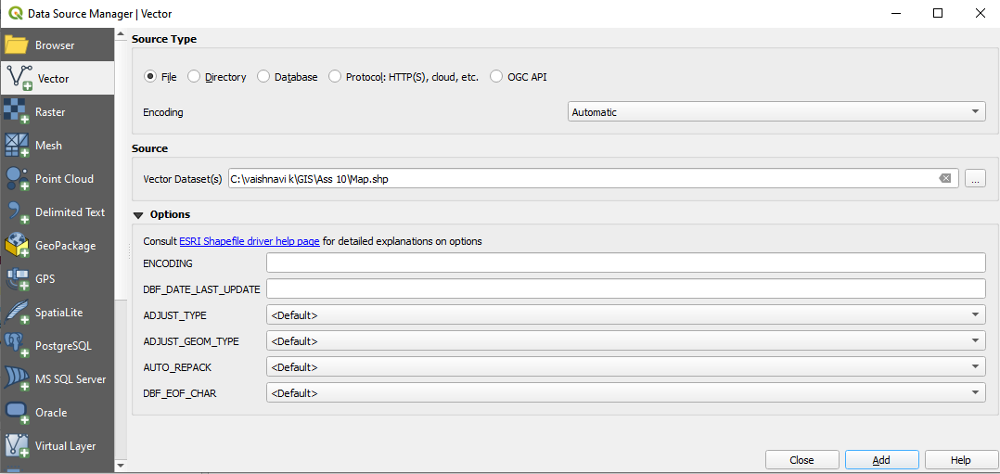 Data Source Manager | Vector
Browser
Vector
Raster
Mesh
Point Cloud
Delimited Text
GeoPackage
GPS
SpatiaLite
PostgreSQL
MS SQL Server
Oracle
Virtual Layer
Source Type
File Directory Database Protocol: HTTP(S), cloud, etc. OGC API
Encoding Automatic
Source
Vector Dataset(s) C:\vaishnavi k\GIS\Ass 10\Map.shp ...
Options
Consult ESRI Shapefile driver help page for detailed explanations on options
ENCODING
DBF_DATE_LAST_UPDATE
ADJUST_TYPE <Default>
ADJUST_GEOM_TYPE <Default>
AUTO_REPACK <Default>
DBF_EOF_CHAR <Default>
Close Add Help